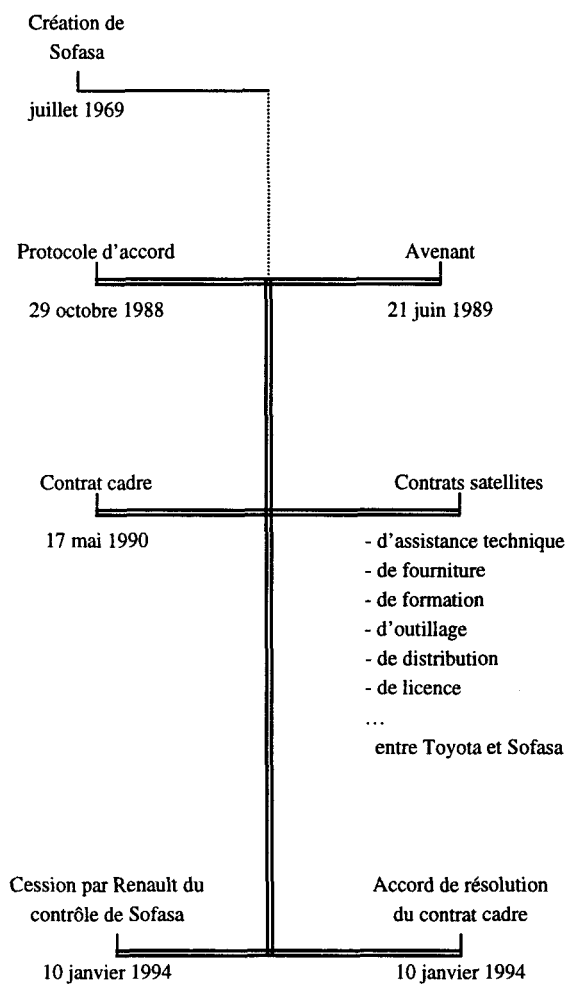 Création de
Sofasa
juillet 1969
Protocole d'accord
Avenant
29 octobre 1988
21 juin 1989
Contrat cadre
Contrats satellites
17 mai 1990
- d'assistance technique
- de fourniture
- de formation
- d'outillage
- de distribution
- de licence
...
entre Toyota et Sofasa
Cession par Renault du
contrôle de Sofasa
Accord de résolution
du contrat cadre
10 janvier 1994
10 janvier 1994